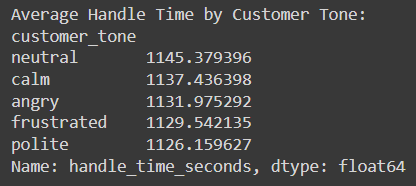 Average Handle Time by Customer Tone:
customer_tone
neutral 1145.379396
calm 1137.436398
angry 1131.975292
frustrated 1129.542135
polite 1126.159627
Name: handle_time_seconds, dtype: float64